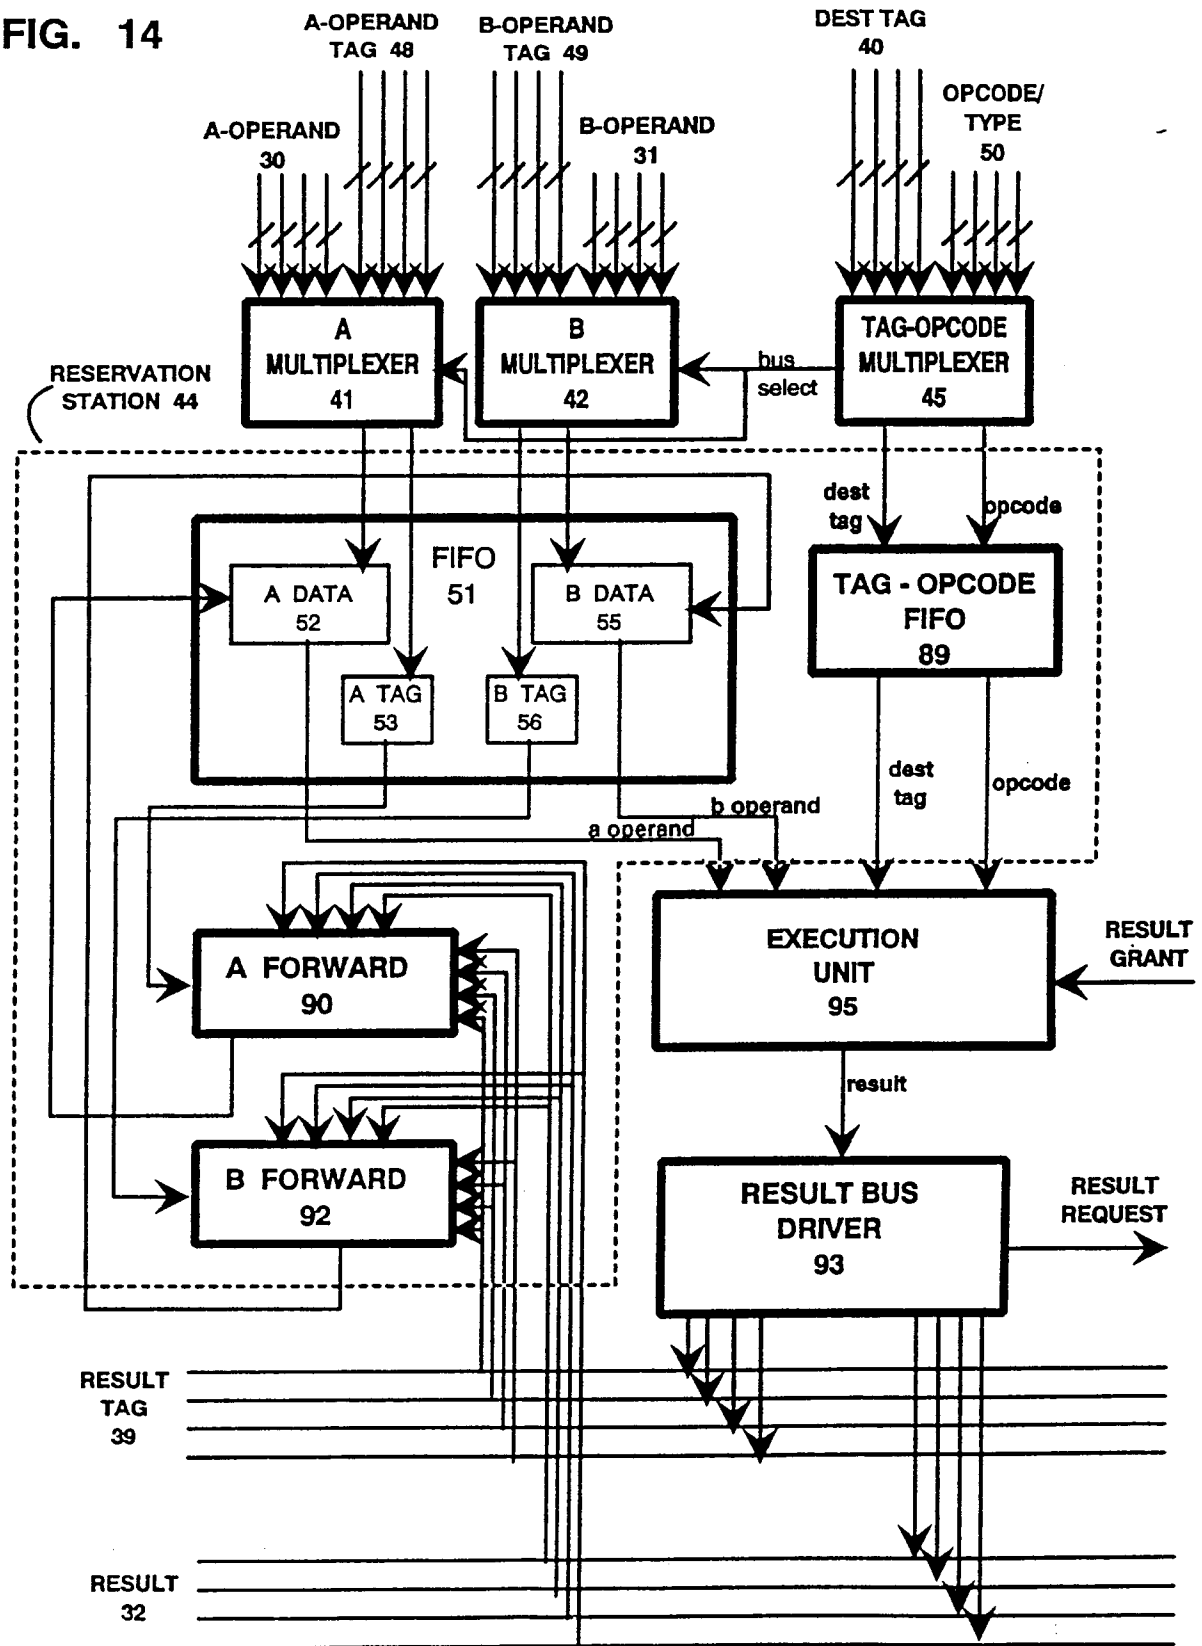 FIG. 14
A-OPERAND
TAG 48
B-OPERAND
TAG 49
DEST TAG
40
OPCODE/
TYPE
50
A-OPERAND
30
B-OPERAND
31
A
MULTIPLEXER
41
B
MULTIPLEXER
42
TAG-OPCODE
MULTIPLEXER
45
bus
select
RESERVATION
STATION 44
dest
tag
opcode
FIFO
51
A DATA
52
B DATA
55
A TAG
53
B TAG
56
TAG - OPCODE
FIFO
89
dest
tag
opcode
b operand
a operand
A FORWARD
90
EXECUTION
UNIT
95
RESULT
GRANT
result
B FORWARD
92
RESULT BUS
DRIVER
93
RESULT
REQUEST
RESULT
TAG
39
RESULT
32